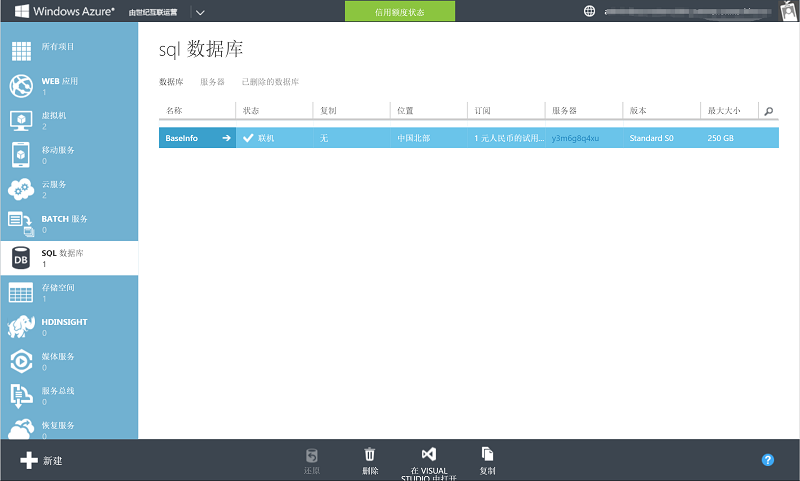 Windows Azure* 由世纪互联运营
信用额度状态
所有项目
WEB 应用
1
虚拟机
2
移动服务
0
云服务
2
BATCH 服务
0
SQL 数据库
1
存储空间
1
HDINSIGHT
0
媒体服务
0
服务总线
0
恢复服务
0
sql 数据库
数据库 服务器 已删除的数据库
名称 状态 复制 位置 订阅 服务器 版本 最大大小
BaseInfo → 联机 无 中国北部 1 元人民币的试用... y3m6g8q4xu Standard S0 250 GB
新建
还原
删除
在 VISUAL
STUDIO 中打开
复制
?